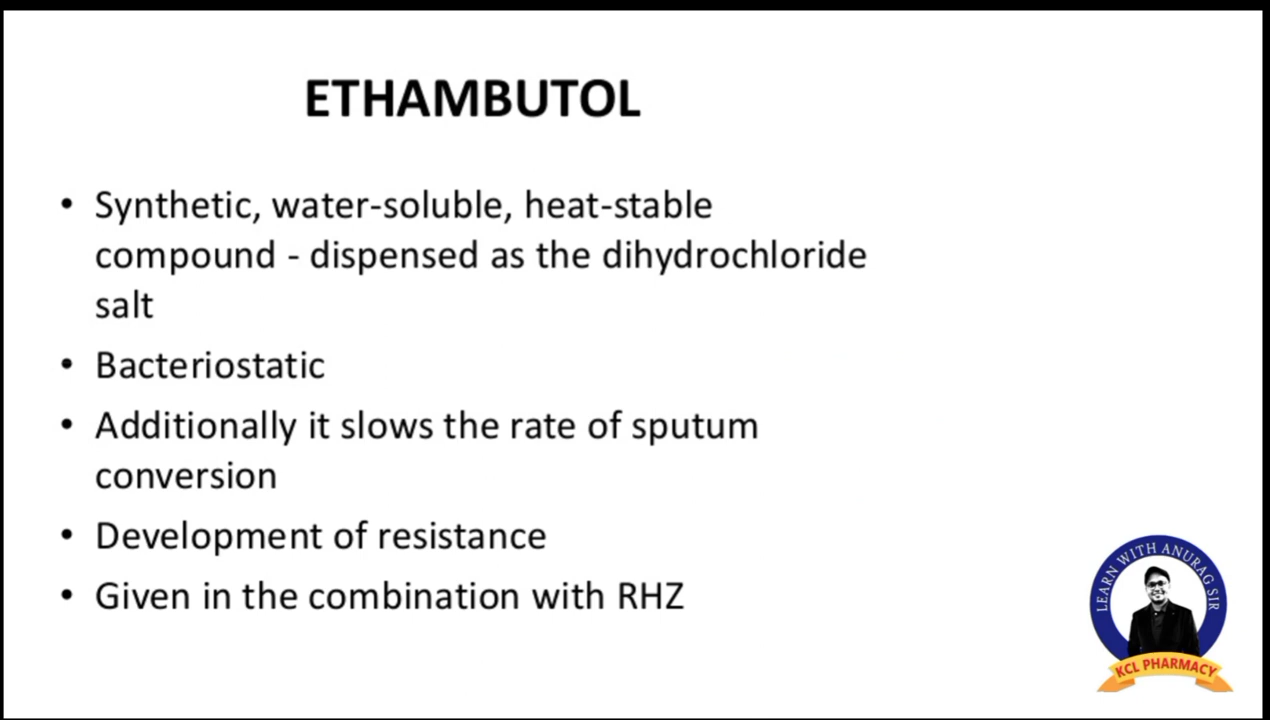 ETHAMBUTOL
• Synthetic, water-soluble, heat-stable
compound - dispensed as the dihydrochloride
salt
• Bacteriostatic
• Additionally it slows the rate of sputum
conversion
• Development of resistance
• Given in the combination with RHZ
LEARN WITH ANURAG SIR
KCL PHARMACY